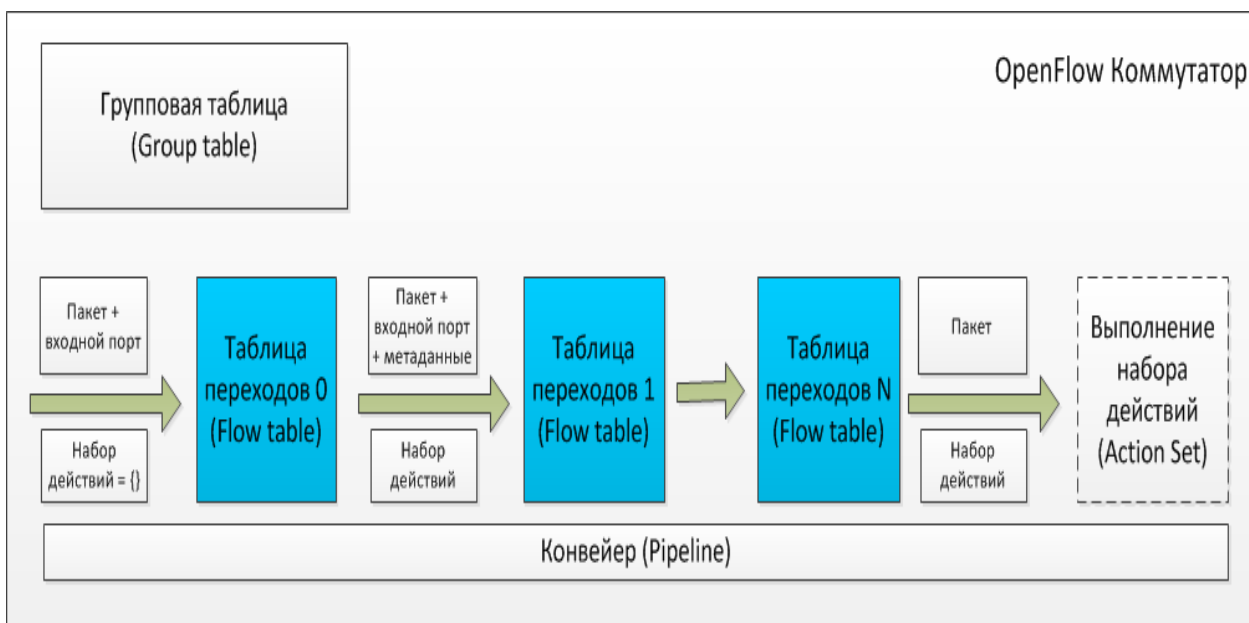 OpenFlow Коммутатор
Групповая таблица
(Group table)
Пакет +
входной порт
Набор
действий = {}
Таблица
переходов 0
(Flow table)
Пакет +
входной порт
+ метаданные
Набор
действий
Таблица
переходов 1
(Flow table)
Таблица
переходов N
(Flow table)
Пакет
Набор
действий
Выполнение
набора
действий
(Action Set)
Конвейер (Pipeline)